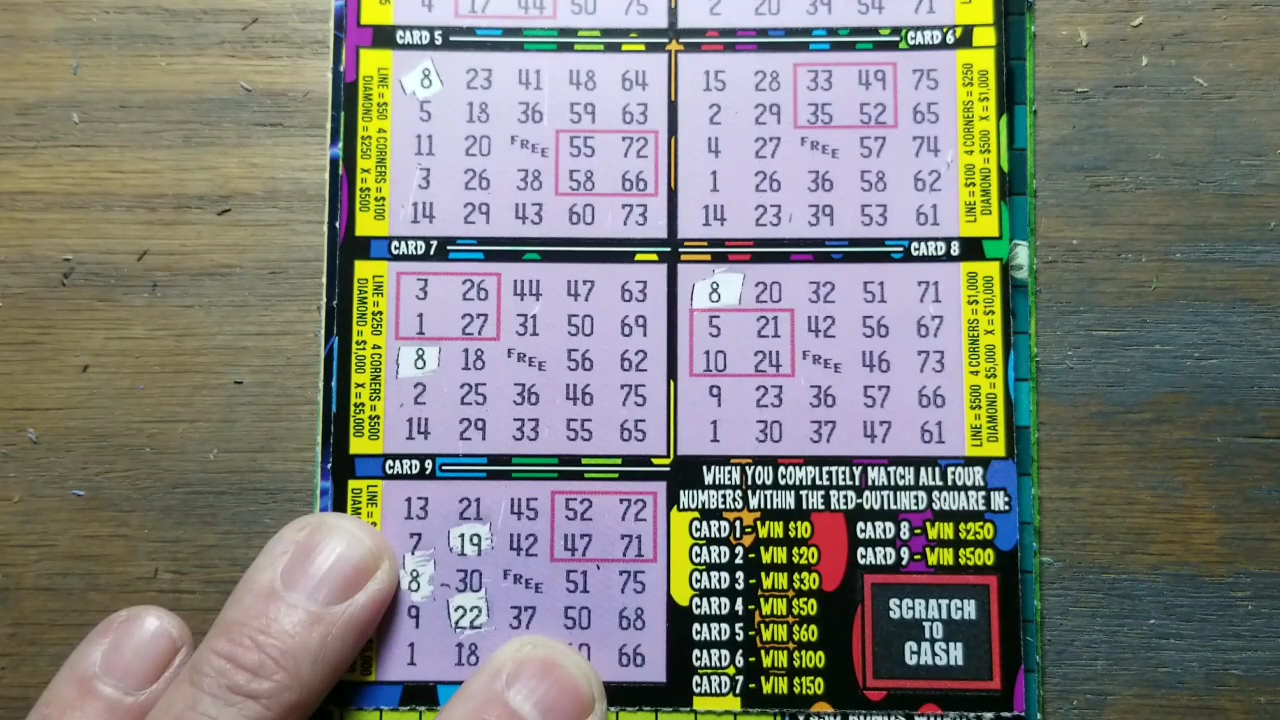 4 17 44 50 75
2 20 39 54 71
CARD 5
CARD 6
LINE = $50 4 CORNERS = $100
DIAMOND = $250 X = $500
8 23 41 48 64
5 18 36 59 63
11 20 FREE 55 72
3 26 38 58 66
14 29 43 60 73
15 28 33 49 75
2 29 35 52 65
4 27 FREE 57 74
1 26 36 58 62
14 23 39 53 61
LINE = $100 4 CORNERS = $250
DIAMOND = $500 X = $1,000
CARD 7
CARD 8
LINE = $250 4 CORNERS = $500
DIAMOND = $1,000 X = $5,000
3 26 44 47 63
1 27 31 50 69
8 18 FREE 56 62
2 25 36 46 75
14 29 33 55 65
8 20 32 51 71
5 21 42 56 67
10 24 FREE 46 73
9 23 36 57 66
1 30 37 47 61
LINE = $500 4 CORNERS = $1,000
DIAMOND = $5,000 X = $10,000
CARD 9
LINE =
13 21 45 52 72
7 19 42 47 71
8 30 FREE 51 75
9 22 37 50 68
1 18 66
WHEN YOU COMPLETELY MATCH ALL FOUR
NUMBERS WITHIN THE RED-OUTLINED SQUARE IN:
CARD 1 - WIN $10
CARD 2 - WIN $20
CARD 3 - WIN $30
CARD 4 - WIN $50
CARD 5 - WIN $60
CARD 6 - WIN $100
CARD 7 - WIN $150
CARD 8 - WIN $250
CARD 9 - WIN $500
SCRATCH
TO
CASH